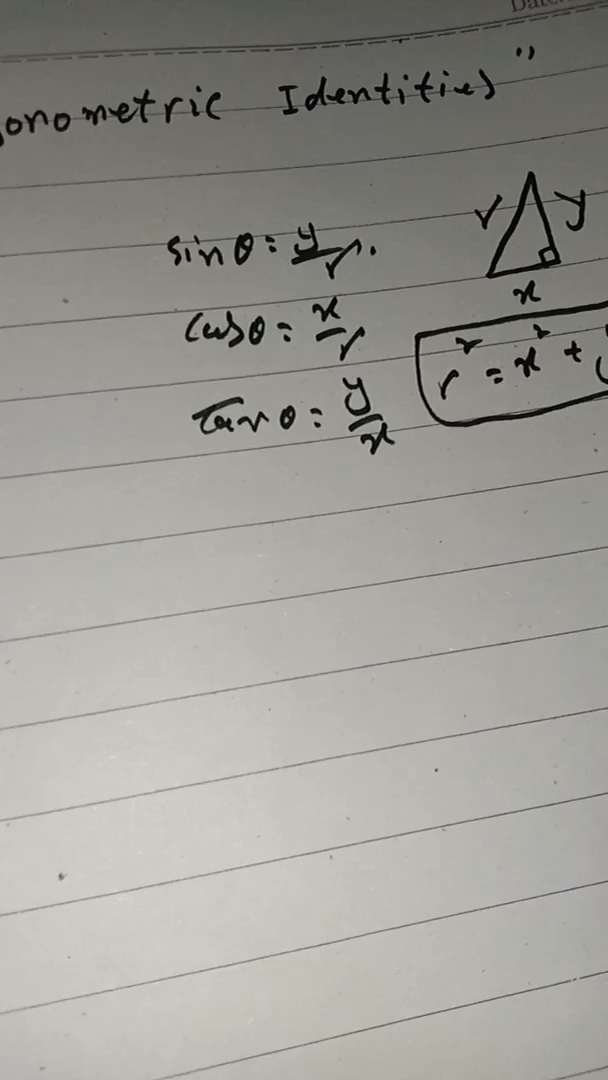 onometric Identities"
sinθ = y/r.
cosθ = x/r
Tanθ = y/x
r y
x
r² = x² +